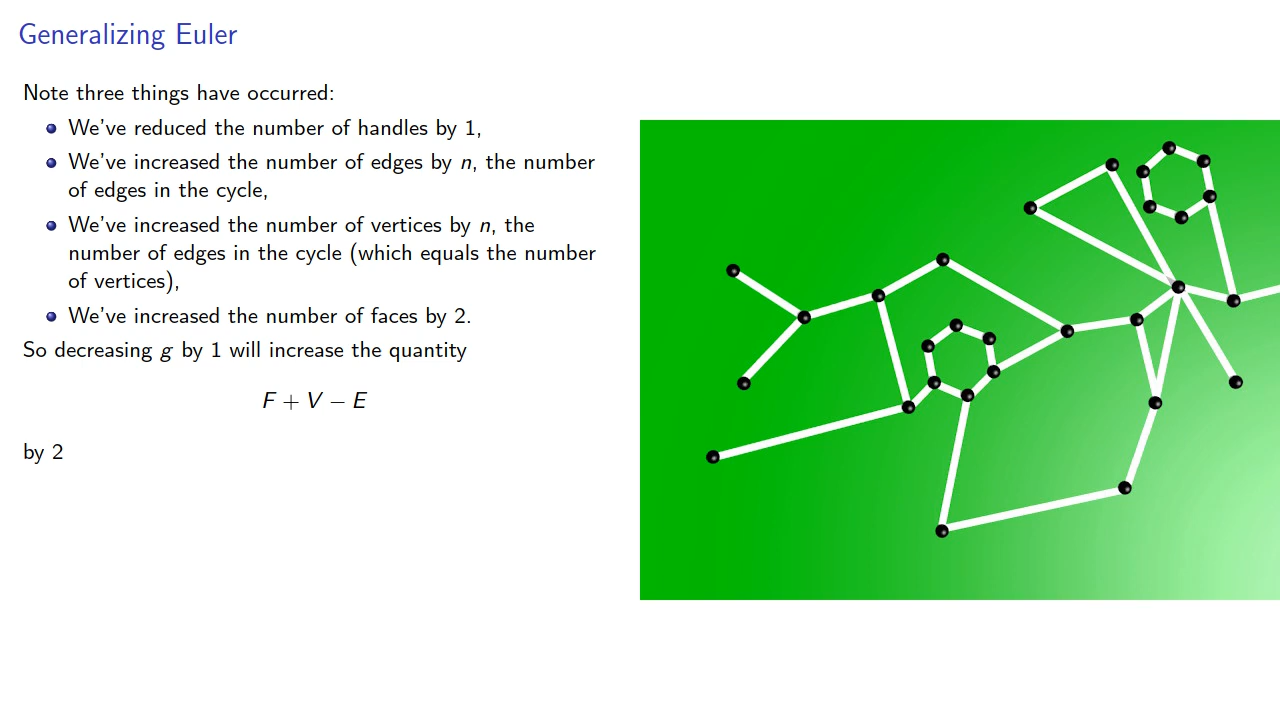 Generalizing Euler
Note three things have occurred:
We've reduced the number of handles by 1,
We've increased the number of edges by n, the number
of edges in the cycle,
We've increased the number of vertices by n, the
number of edges in the cycle (which equals the number
of vertices),
We've increased the number of faces by 2.
So decreasing g by 1 will increase the quantity
F + V − E
by 2